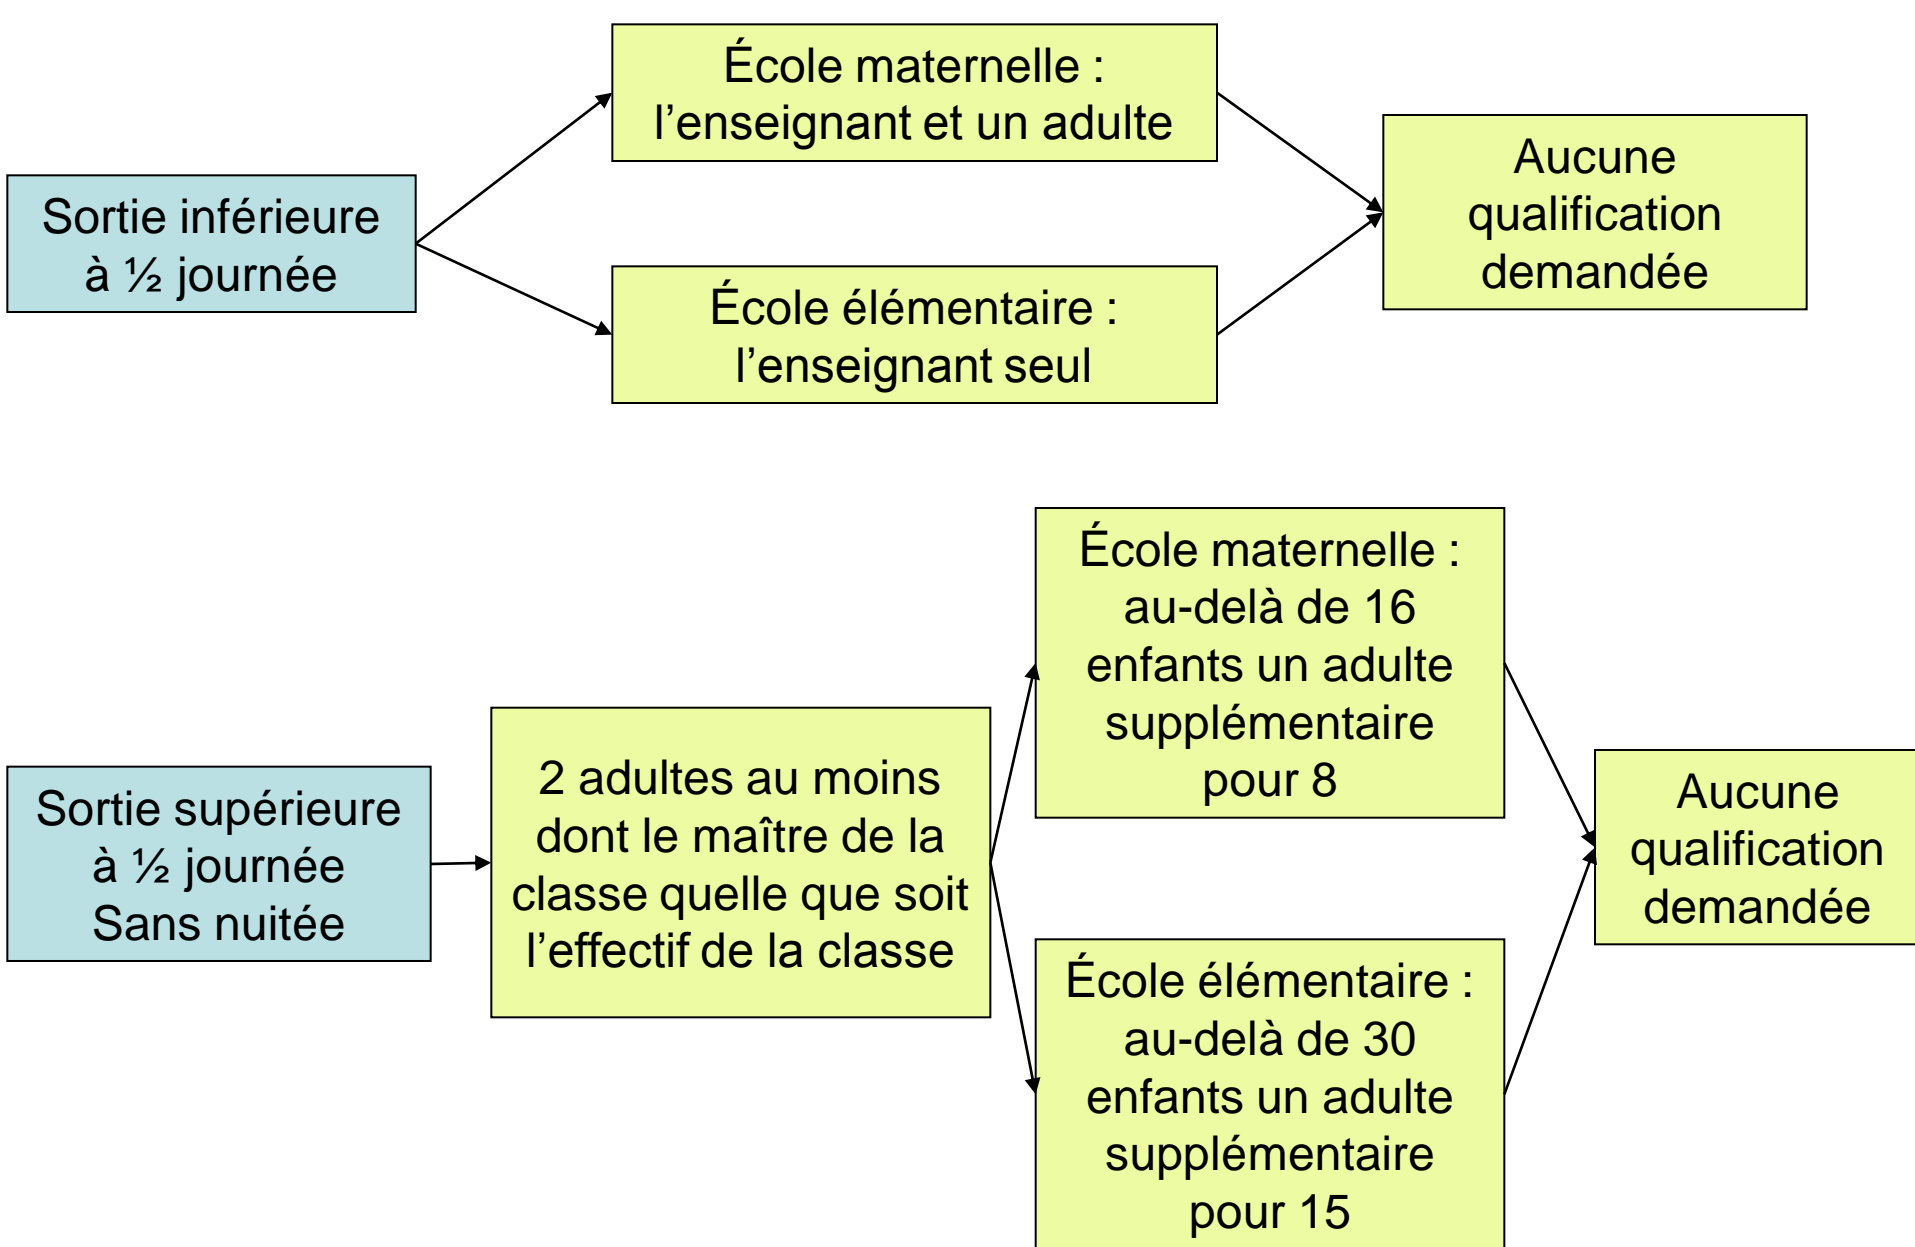 École maternelle :
l’enseignant et un adulte
Sortie inférieure
à ½ journée
École élémentaire :
l’enseignant seul
Aucune
qualification
demandée
Sortie supérieure
à ½ journée
Sans nuitée
2 adultes au moins
dont le maître de la
classe quelle que soit
l’effectif de la classe
École maternelle :
au-delà de 16
enfants un adulte
supplémentaire
pour 8
École élémentaire :
au-delà de 30
enfants un adulte
supplémentaire
pour 15
Aucune
qualification
demandée